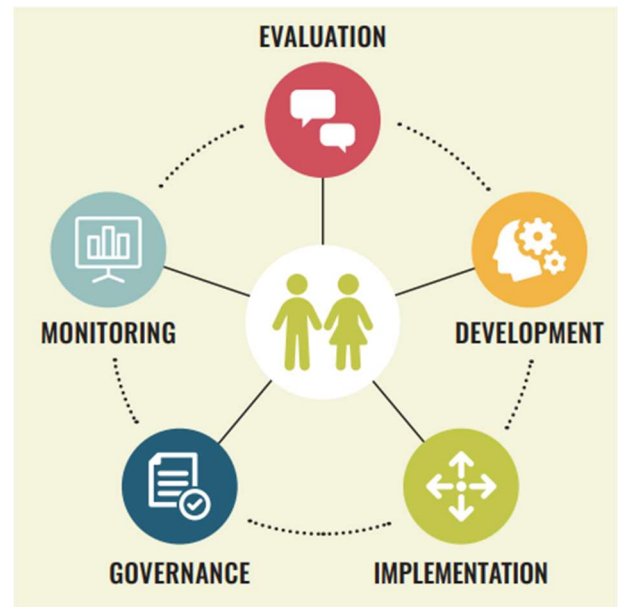 EVALUATION
MONITORING
DEVELOPMENT
GOVERNANCE
IMPLEMENTATION